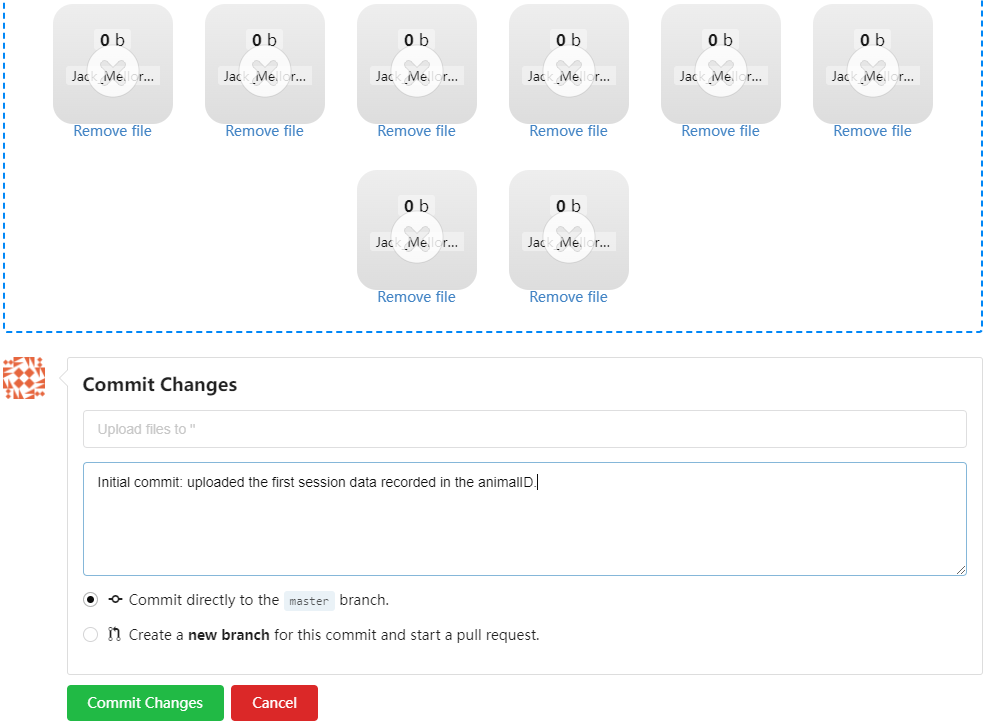 0 b 0 b 0 b 0 b 0 b 0 b
Jack_Mellor... Jack_Mellor... Jack_Mellor... Jack_Mellor... Jack_Mellor... Jack_Mellor...
Remove file Remove file Remove file Remove file Remove file Remove file
0 b 0 b
Jack_Mellor... Jack_Mellor...
Remove file Remove file
Commit Changes
Upload files to ''
Initial commit: uploaded the first session data recorded in the animalID.
Commit directly to the master branch.
Create a new branch for this commit and start a pull request.
Commit Changes Cancel